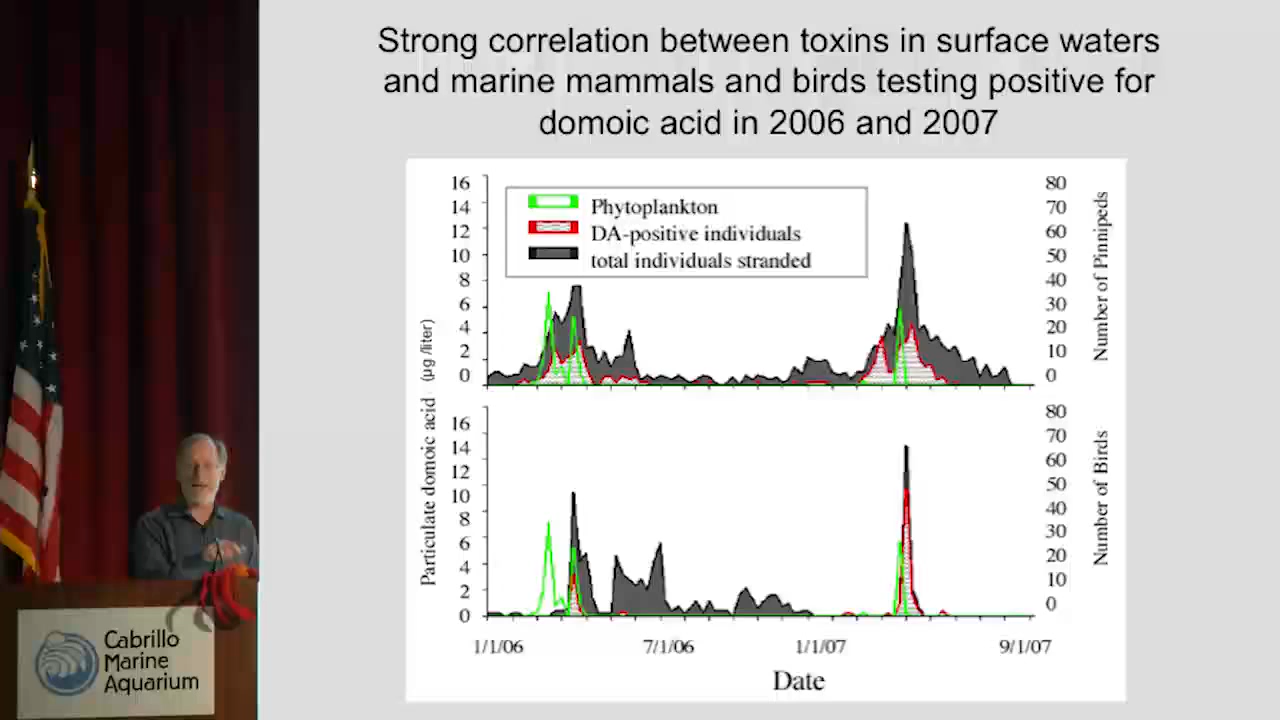 Strong correlation between toxins in surface waters
and marine mammals and birds testing positive for
domoic acid in 2006 and 2007
Phytoplankton
DA-positive individuals
total individuals stranded
16
14
12
10
8
6
4
2
0
80
70
60
50
40
30
20
10
0
Number of Pinnipeds
Particulate domoic acid (µg /liter)
16
14
12
10
8
6
4
2
0
80
70
60
50
40
30
20
10
0
Number of Birds
1/1/06 7/1/06 1/1/07 9/1/07
Date
Cabrillo
Marine
Aquarium